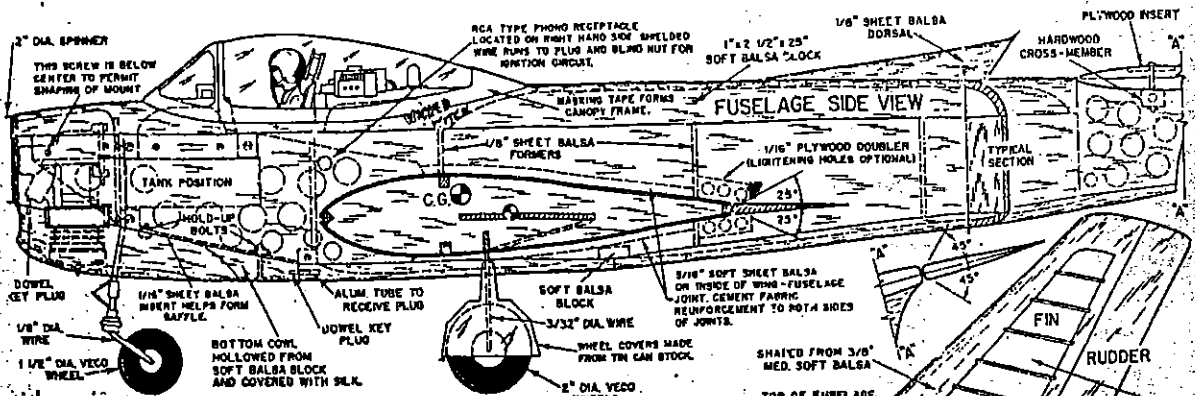 2" DIA. SPINNER
THIS SCREW IS BELOW
CENTER TO PERMIT
SHAPING OF MOUNT
RCA TYPE PHONO RECEPTACLE
LOCATED ON RIGHT HAND SIDE SHIELDED
WIRE RUNS TO PLUG AND BLIND NUT FOR
IGNITION CIRCUIT.
1" x 2 1/2" x 25"
SOFT BALSA BLOCK
1/8" SHEET BALSA
DORSAL
PLYWOOD INSERT
HARDWOOD
CROSS-MEMBER
"A"
MASKING TAPE FORMS
CANOPY FRAME.
FUSELAGE SIDE VIEW
1/8" SHEET BALSA
FORMERS
1/16" PLYWOOD DOUBLER
(LIGHTENING HOLES OPTIONAL)
TYPICAL
SECTION
TANK POSITION
C.G.
25°
25°
HOLD-UP
BOLTS
"A"
"A"
45°
45°
"A"
DOWEL
KEY PLUG
1/16" SHEET BALSA
INSERT HELPS FORM
BAFFLE.
ALUM. TUBE TO
RECEIVE PLUG
DOWEL KEY
PLUG
SOFT BALSA
BLOCK
3/16" SOFT SHEET BALSA
ON INSIDE OF WING-FUSELAGE
JOINT. CEMENT FABRIC
REINFORCEMENT TO BOTH SIDES
OF JOINTS.
1/8" DIA.
WIRE
1 1/2" DIA. VECO
WHEEL
BOTTOM COWL
HOLLOWED FROM
SOFT BALSA BLOCK
AND COVERED WITH SILK.
3/32" DIA. WIRE
WHEEL COVERS MADE
FROM TIN CAN STOCK.
2" DIA. VECO
FIN
RUDDER
SHAPED FROM 3/8"
MED. SOFT BALSA
TOP OF FUSELAGE